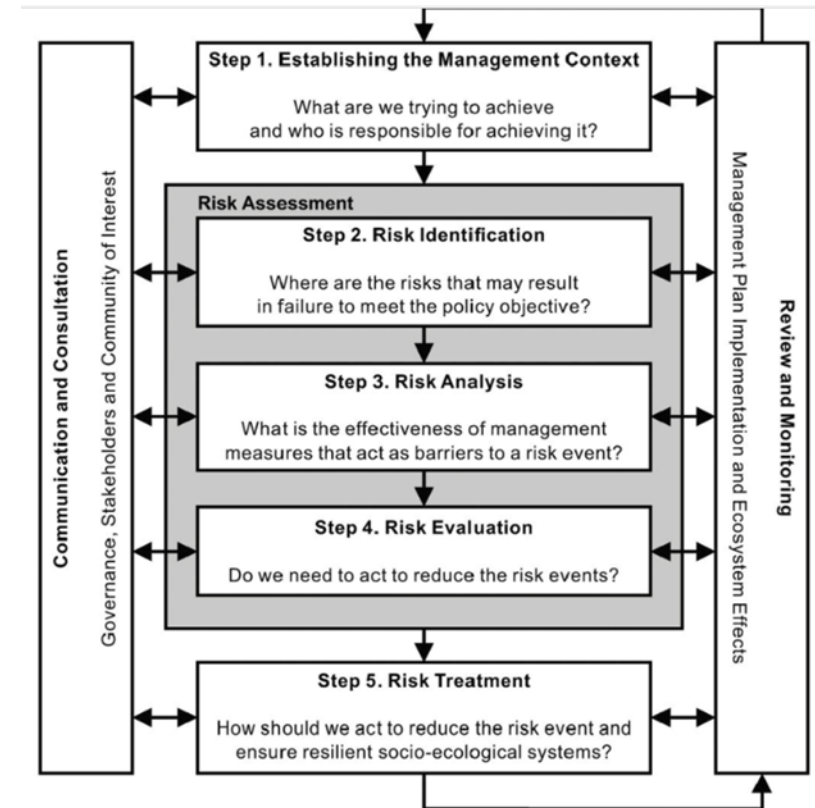 Step 1. Establishing the Management Context
What are we trying to achieve
and who is responsible for achieving it?
Communication and Consultation
Governance, Stakeholders and Community of Interest
Risk Assessment
Step 2. Risk Identification
Where are the risks that may result
in failure to meet the policy objective?
Step 3. Risk Analysis
What is the effectiveness of management
measures that act as barriers to a risk event?
Step 4. Risk Evaluation
Do we need to act to reduce the risk events?
Step 5. Risk Treatment
How should we act to reduce the risk event and
ensure resilient socio-ecological systems?
Review and Monitoring
Management Plan Implementation and Ecosystem Effects